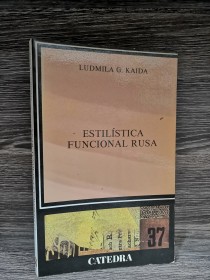 LUDMILA G. KAIDA
ESTILÍSTICA
FUNCIONAL RUSA
37
CATEDRA